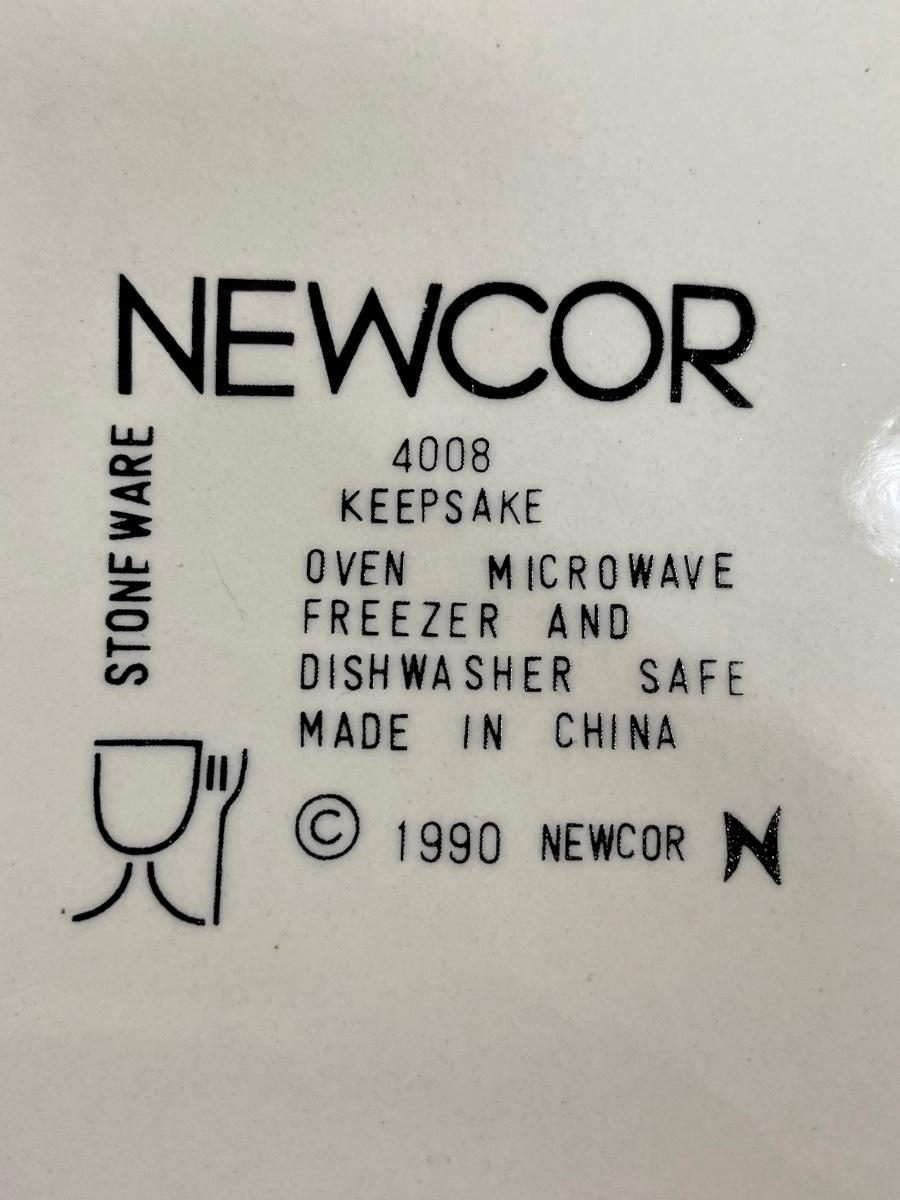 NEWCOR
STONEWARE
4008
KEEPSAKE
OVEN MICROWAVE
FREEZER AND
DISHWASHER SAFE
MADE IN CHINA
© 1990 NEWCOR N